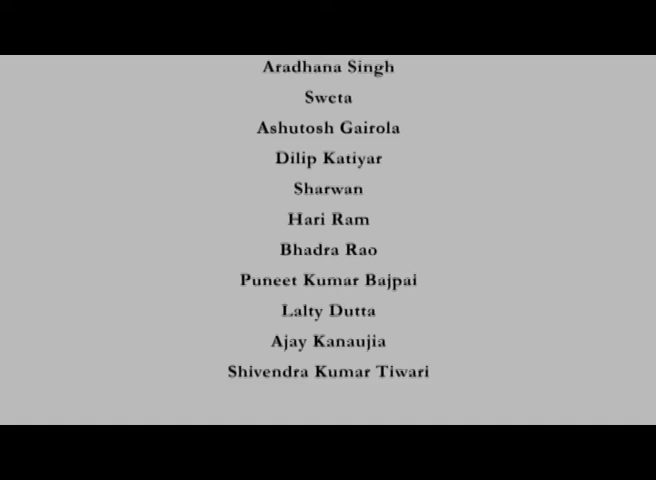 Aradhana Singh
Sweta
Ashutosh Gairola
Dilip Katiyar
Sharwan
Hari Ram
Bhadra Rao
Puneet Kumar Bajpai
Lalty Dutta
Ajay Kanaujia
Shivendra Kumar Tiwari